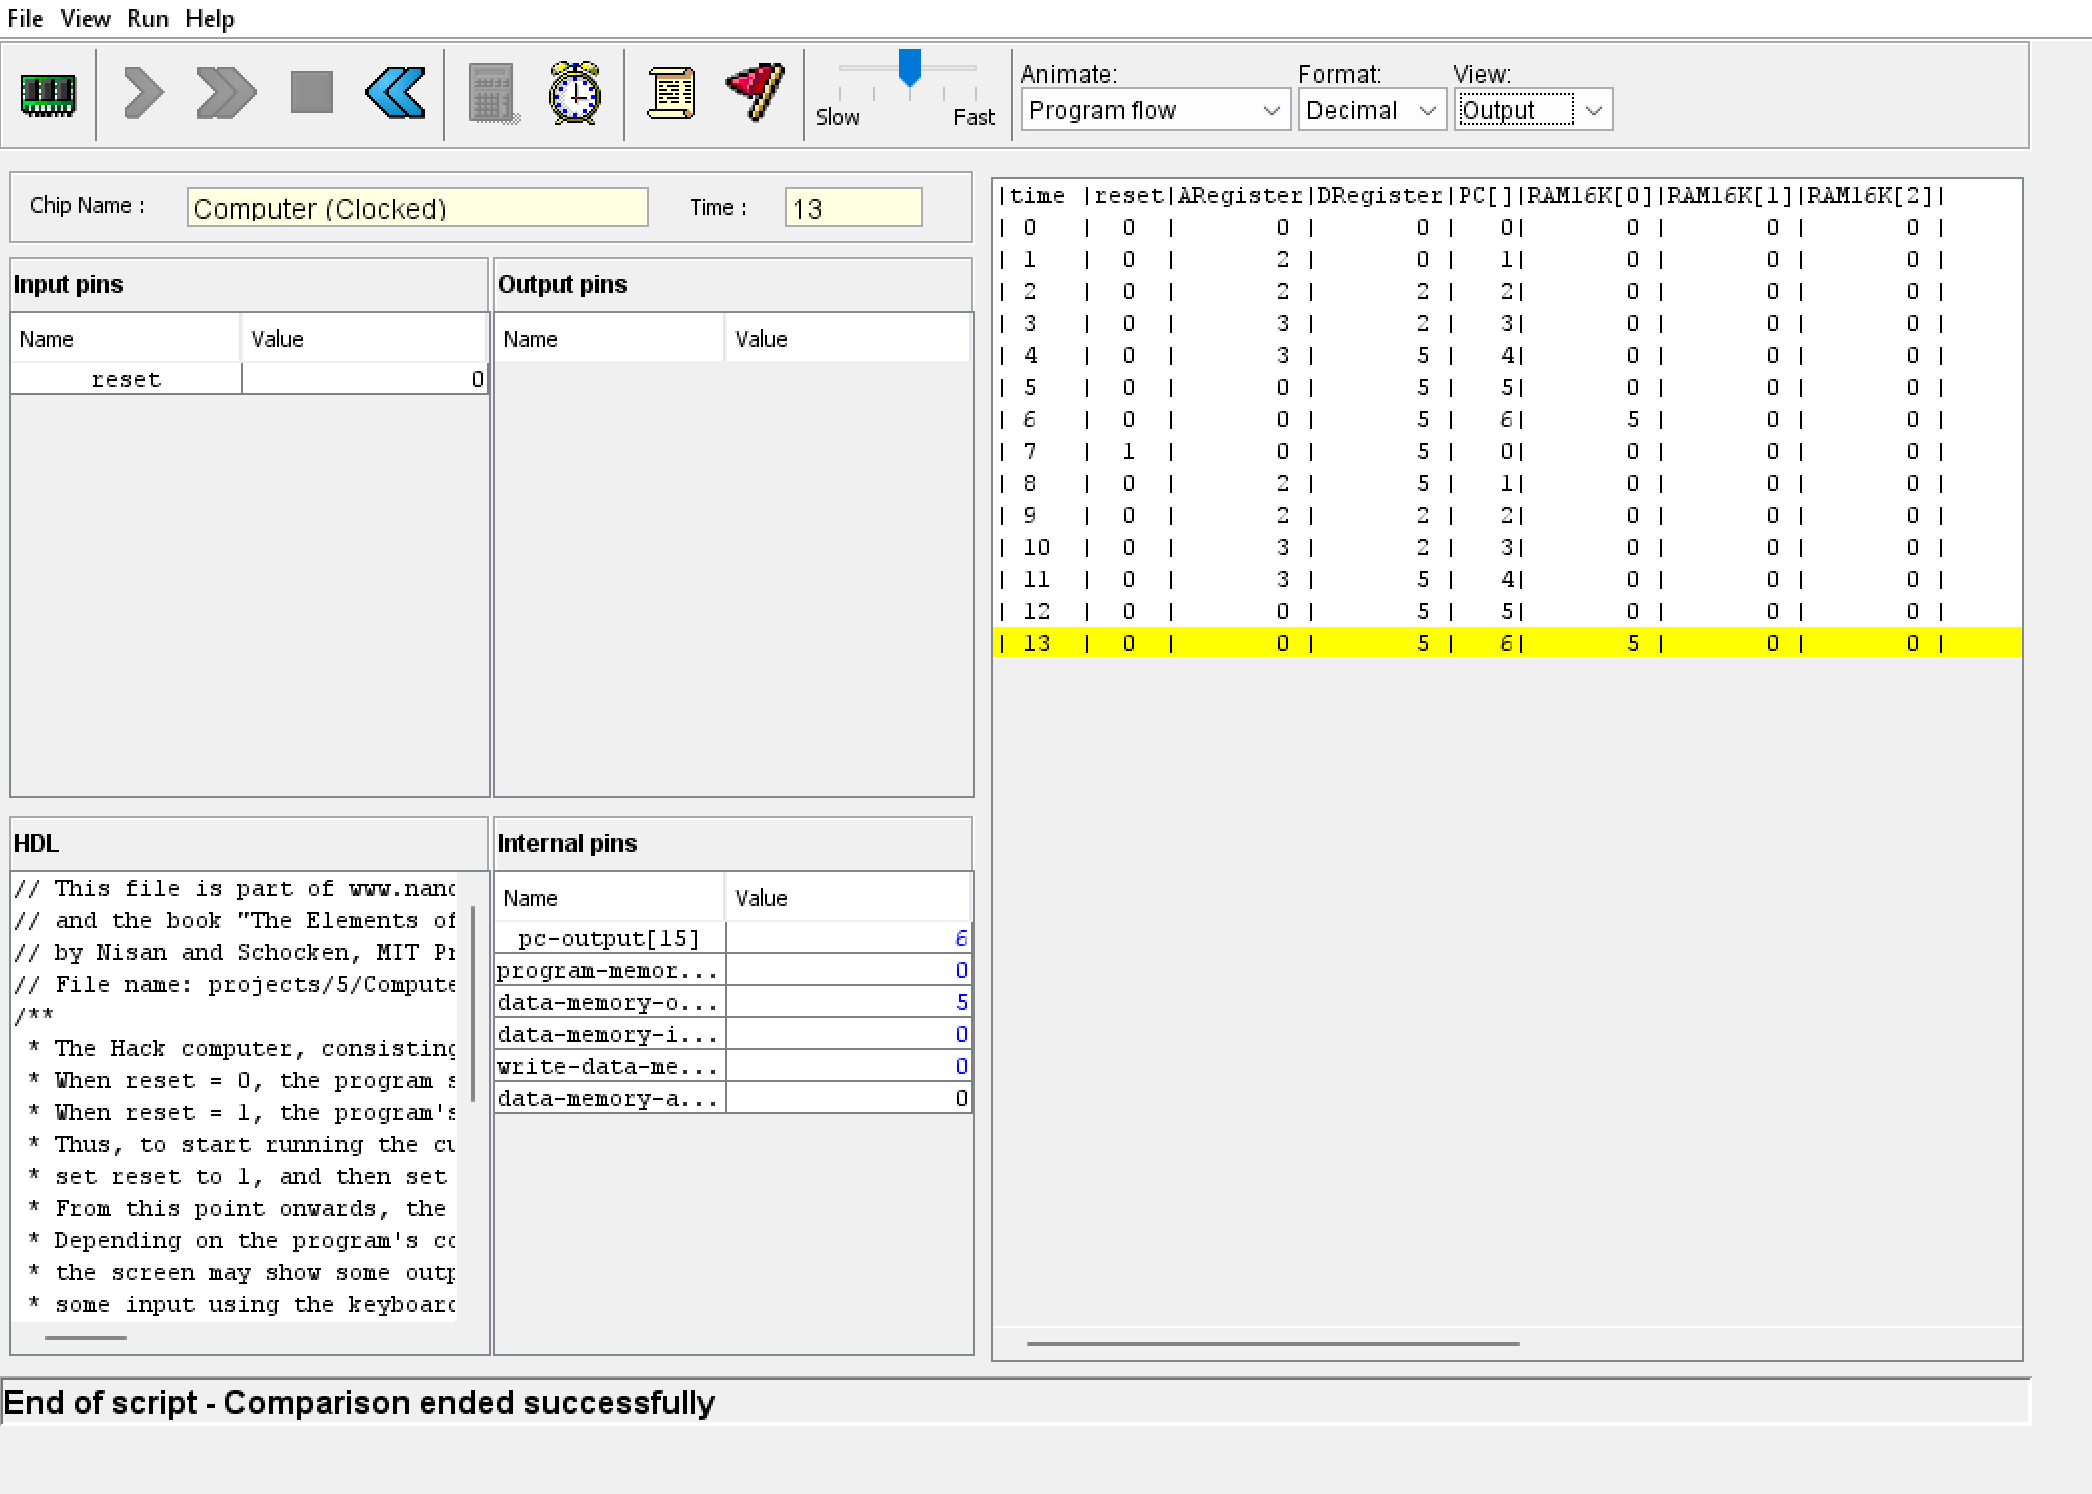 File View Run Help
Animate: Format: View:
Slow Fast Program flow Decimal Output
Chip Name : Computer (Clocked) Time : 13
Input pins
Name Value
reset 0
Output pins
Name Value
HDL
// This file is part of www.nanc
// and the book "The Elements of
// by Nisan and Schocken, MIT Pr
// File name: projects/5/Compute
/**
* The Hack computer, consisting
* When reset = 0, the program s
* When reset = 1, the program's
* Thus, to start running the cu
* set reset to 1, and then set
* From this point onwards, the
* Depending on the program's co
* the screen may show some outp
* some input using the keyboard
Internal pins
Name Value
pc-output[15] 6
program-memor... 0
data-memory-o... 5
data-memory-i... 0
write-data-me... 0
data-memory-a... 0
|time |reset|ARegister|DRegister|PC[]|RAM16K[0]|RAM16K[1]|RAM16K[2]|
| 0 | 0 | 0 | 0 | 0| 0 | 0 | 0 |
| 1 | 0 | 2 | 0 | 1| 0 | 0 | 0 |
| 2 | 0 | 2 | 2 | 2| 0 | 0 | 0 |
| 3 | 0 | 3 | 2 | 3| 0 | 0 | 0 |
| 4 | 0 | 3 | 5 | 4| 0 | 0 | 0 |
| 5 | 0 | 0 | 5 | 5| 0 | 0 | 0 |
| 6 | 0 | 0 | 5 | 6| 5 | 0 | 0 |
| 7 | 1 | 0 | 5 | 0| 0 | 0 | 0 |
| 8 | 0 | 2 | 5 | 1| 0 | 0 | 0 |
| 9 | 0 | 2 | 2 | 2| 0 | 0 | 0 |
| 10 | 0 | 3 | 2 | 3| 0 | 0 | 0 |
| 11 | 0 | 3 | 5 | 4| 0 | 0 | 0 |
| 12 | 0 | 0 | 5 | 5| 0 | 0 | 0 |
| 13 | 0 | 0 | 5 | 6| 5 | 0 | 0 |
End of script - Comparison ended successfully